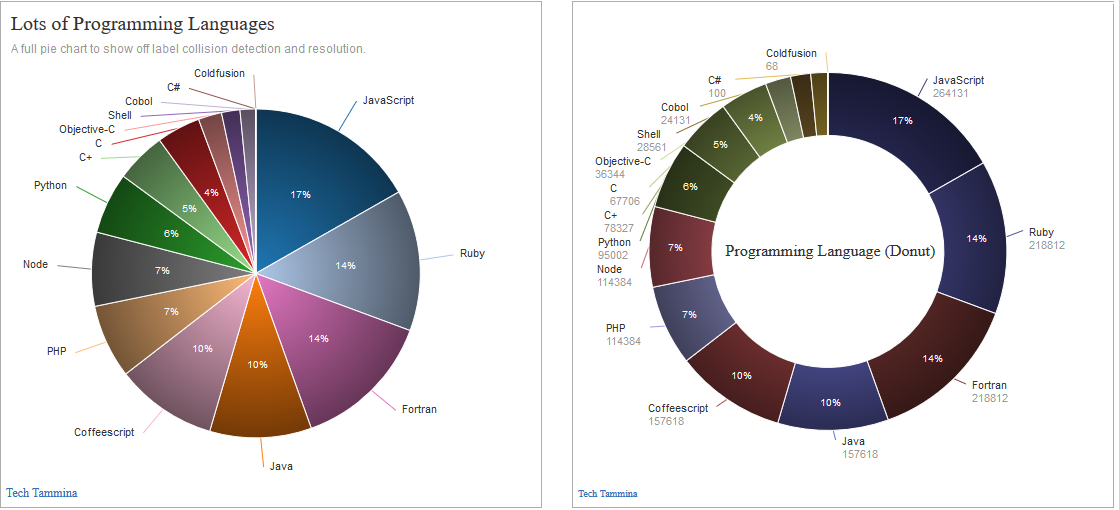 Lots of Programming Languages
A full pie chart to show off label collision detection and resolution.
Coldfusion
C#
Cobol
Shell
Objective-C
C
C+
Python
Node
PHP
Coffeescript
Java
Fortran
Ruby
JavaScript
17%
14%
14%
10%
10%
7%
7%
6%
5%
4%
Tech Tammina
Coldfusion
68
C#
100
Cobol
24131
Shell
28561
Objective-C
36344
C
67706
C+
78327
Python
95002
Node
114384
PHP
114384
Coffeescript
157618
Java
157618
Fortran
218812
Ruby
218812
JavaScript
264131
17%
14%
14%
10%
10%
7%
7%
6%
5%
4%
Programming Language (Donut)
Tech Tammina